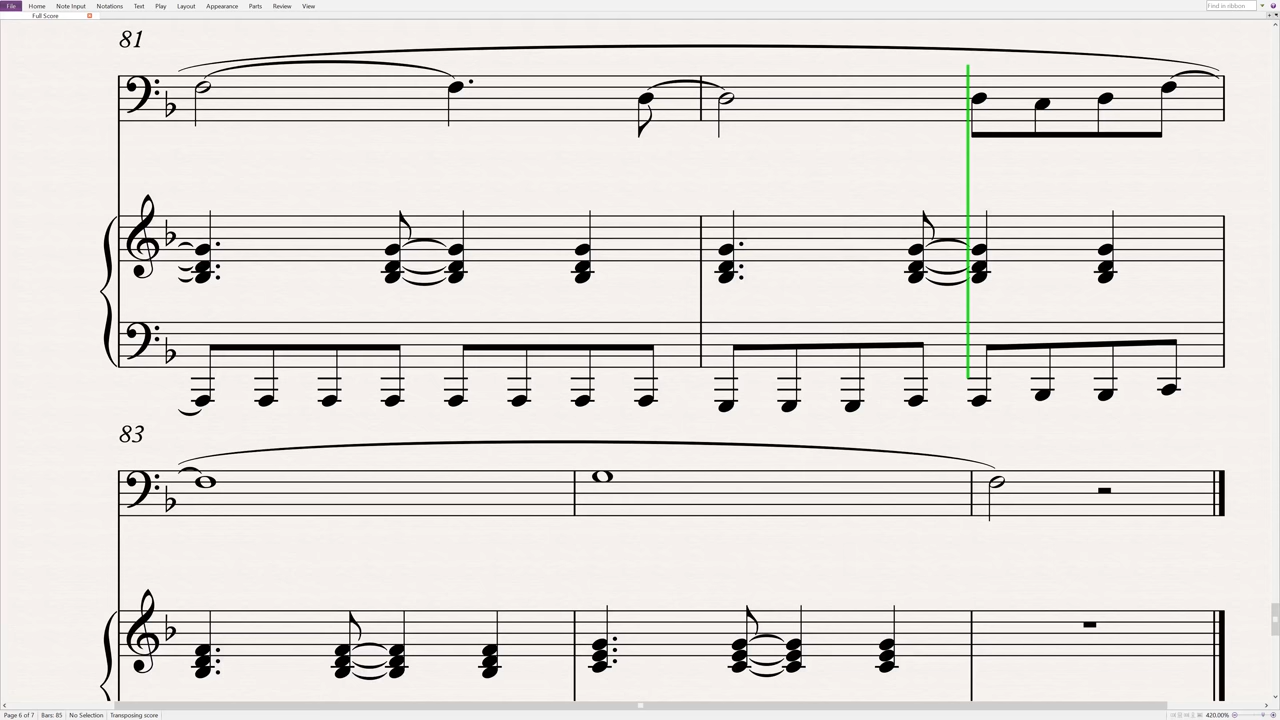 File Home Note Input Notations Text Play Layout Appearance Parts Review View Find in ribbon
Full Score
81
83
Page 6 of 7 Bars: 85 No Selection Transposing score 420.00%